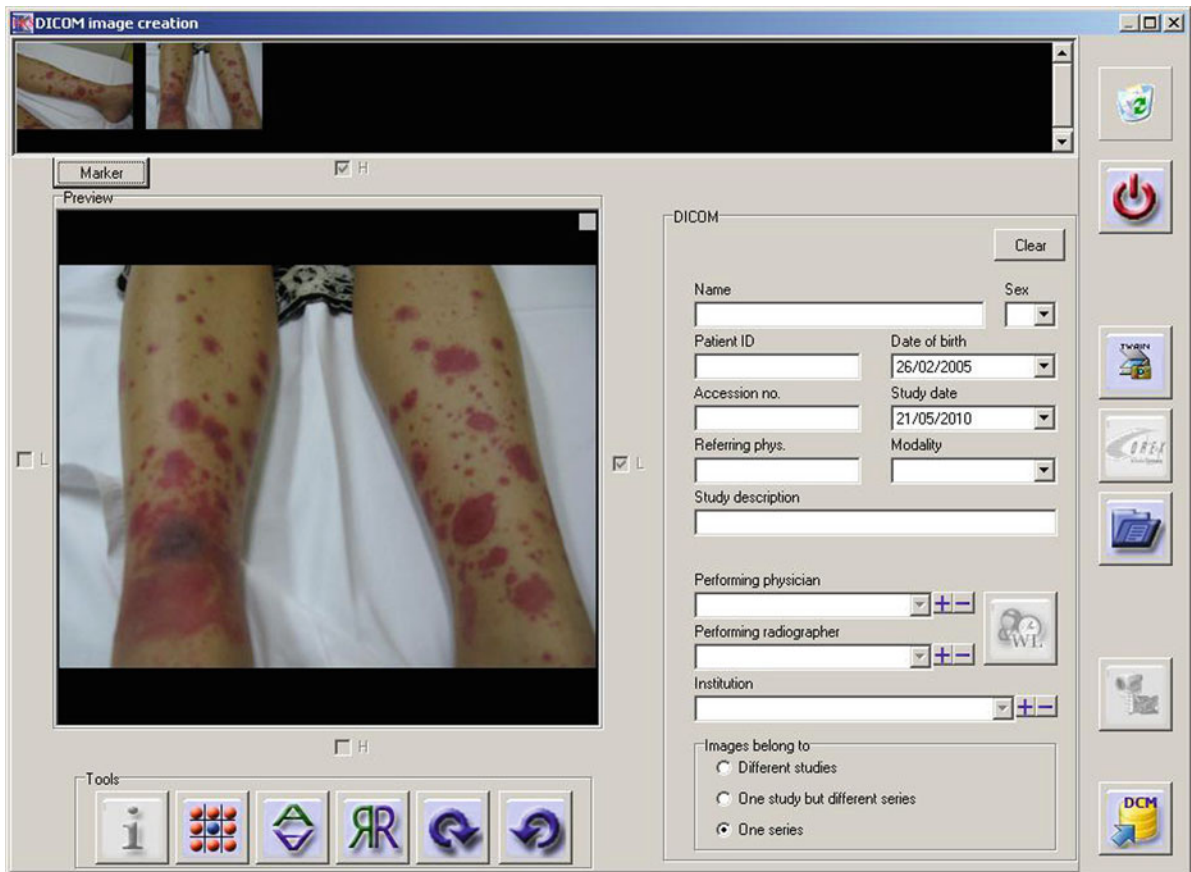 DICOM image creation
Marker
H
Preview
L
L
H
Tools
DICOM
Clear
Name
Sex
Patient ID
Date of birth
26/02/2005
Accession no.
Study date
21/05/2010
Referring phys.
Modality
Study description
Performing physician
Performing radiographer
WL
Institution
Images belong to
Different studies
One study but different series
One series
TWAIN
DCM